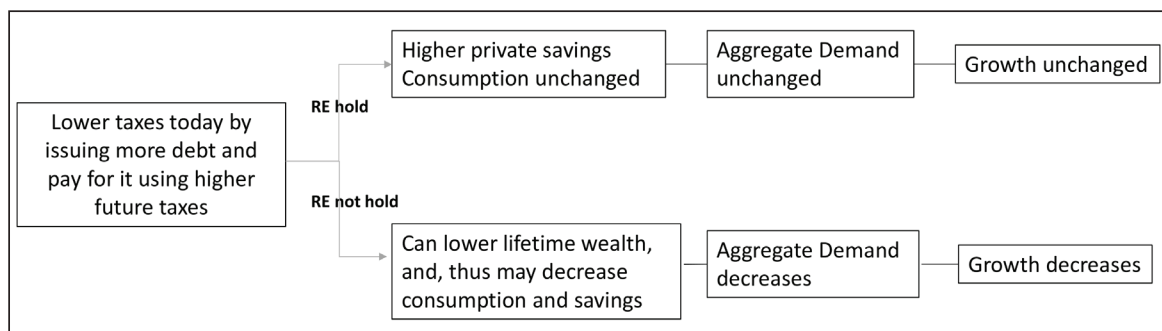 Higher private savings
Consumption unchanged
Aggregate Demand
unchanged
Growth unchanged
RE hold
Lower taxes today by
issuing more debt and
pay for it using higher
future taxes
RE not hold
Can lower lifetime wealth,
and, thus may decrease
consumption and savings
Aggregate Demand
decreases
Growth decreases